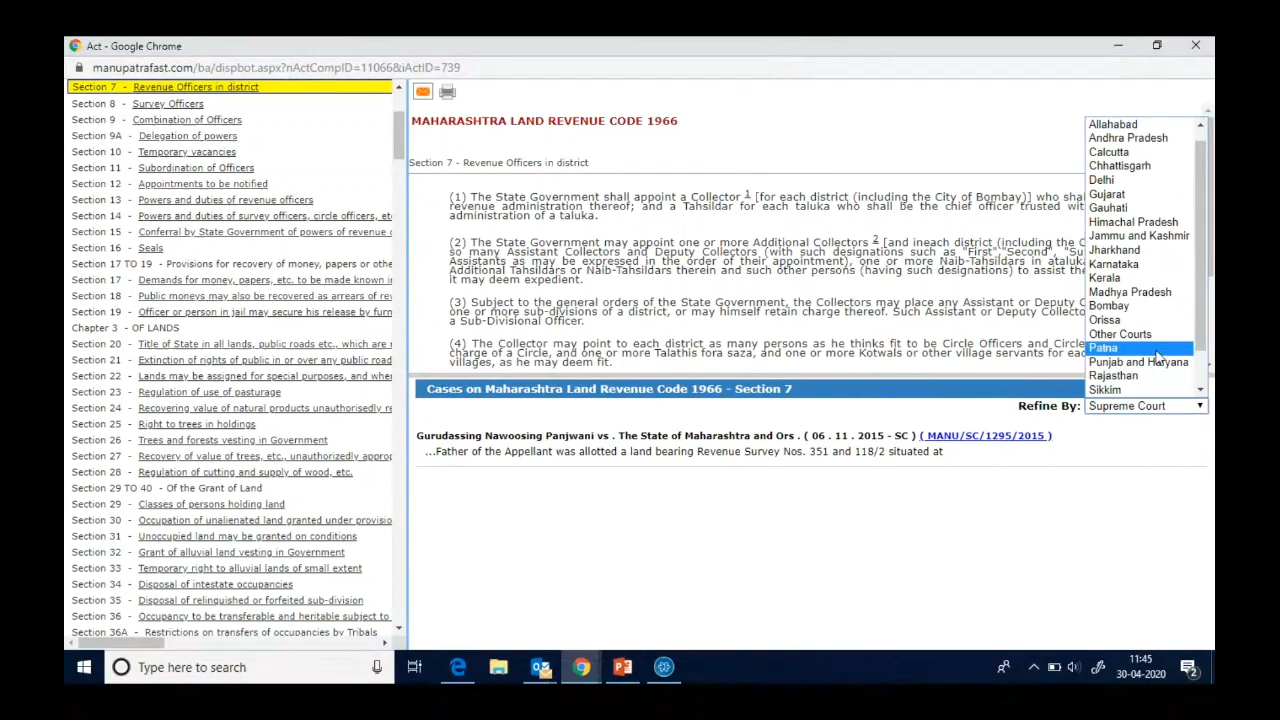 Act - Google Chrome
manupatrafast.com/ba/dispbot.aspx?nActCompID=11066&iActID=739
Section 7 - Revenue Officers in district
Section 8 - Survey Officers
Section 9 - Combination of Officers
Section 9A - Delegation of powers
Section 10 - Temporary vacancies
Section 11 - Subordination of Officers
Section 12 - Appointments to be notified
Section 13 - Powers and duties of revenue officers
Section 14 - Powers and duties of survey officers, circle officers, etc
Section 15 - Conferral by State Government of powers of revenue o
Section 16 - Seals
Section 17 TO 19 - Provisions for recovery of money, papers or othe
Section 17 - Demands for money, papers, etc. to be made known in
Section 18 - Public moneys may also be recovered as arrears of rev
Section 19 - Officer or person in jail may secure his release by furn
Chapter 3 - OF LANDS
Section 20 - Title of State in all lands, public roads etc., which are r
Section 21 - Extinction of rights of public in or over any public road
Section 22 - Lands may be assigned for special purposes, and whe
Section 23 - Regulation of use of pasturage
Section 24 - Recovering value of natural products unauthorisedly re
Section 25 - Right to trees in holdings
Section 26 - Trees and forests vesting in Government
Section 27 - Recovery of value of trees, etc., unauthorizedly approp
Section 28 - Regulation of cutting and supply of wood, etc.
Section 29 TO 40 - Of the Grant of Land
Section 29 - Classes of persons holding land
Section 30 - Occupation of unalienated land granted under provisio
Section 31 - Unoccupied land may be granted on conditions
Section 32 - Grant of alluvial land vesting in Government
Section 33 - Temporary right to alluvial lands of small extent
Section 34 - Disposal of intestate occupancies
Section 35 - Disposal of relinquished or forfeited sub-division
Section 36 - Occupancy to be transferable and heritable subject to
Section 36A - Restrictions on transfers of occupancies by Tribals
MAHARASHTRA LAND REVENUE CODE 1966
Section 7 - Revenue Officers in district
(1) The State Government shall appoint a Collector 1 [for each district (including the City of Bombay)] who shal
revenue administration thereof; and a Tahsildar for each taluka who shall be the chief officer trusted wit
administration of a taluka.
(2) The State Government may appoint one or more Additional Collectors 2 [and ineach district (including the C
so many Assistant Collectors and Deputy Collectors (with such designations such as "First","Second", "Su
Assistants as may be expressed in the order of their appointment), one or more Naib-Tahsildars in ataluk
Additional Tahsildars or Naib-Tahsildars therein and such other persons (having such designations) to assist the
it may deem expedient.
(3) Subject to the general orders of the State Government, the Collectors may place any Assistant or Deputy C
one or more sub-divisions of a district, or may himself retain charge thereof. Such Assistant or Deputy Collecto
a Sub-Divisional Officer.
(4) The Collector may point to each district as many persons as he thinks fit to be Circle Officers and Circle
charge of a Circle, and one or more Talathis fora saza, and one or more Kotwals or other village servants for eac
villages, as he may deem fit.
Allahabad
Andhra Pradesh
Calcutta
Chhattisgarh
Delhi
Gujarat
Gauhati
Himachal Pradesh
Jammu and Kashmir
Jharkhand
Karnataka
Kerala
Madhya Pradesh
Bombay
Orissa
Other Courts
Patna
Punjab and Haryana
Rajasthan
Sikkim
Cases on Maharashtra Land Revenue Code 1966 - Section 7
Refine By: Supreme Court
Gurudassing Nawoosing Panjwani vs . The State of Maharashtra and Ors . ( 06 . 11 . 2015 - SC ) ( MANU/SC/1295/2015 )
...Father of the Appellant was allotted a land bearing Revenue Survey Nos. 351 and 118/2 situated at
Type here to search
11:45
30-04-2020
2